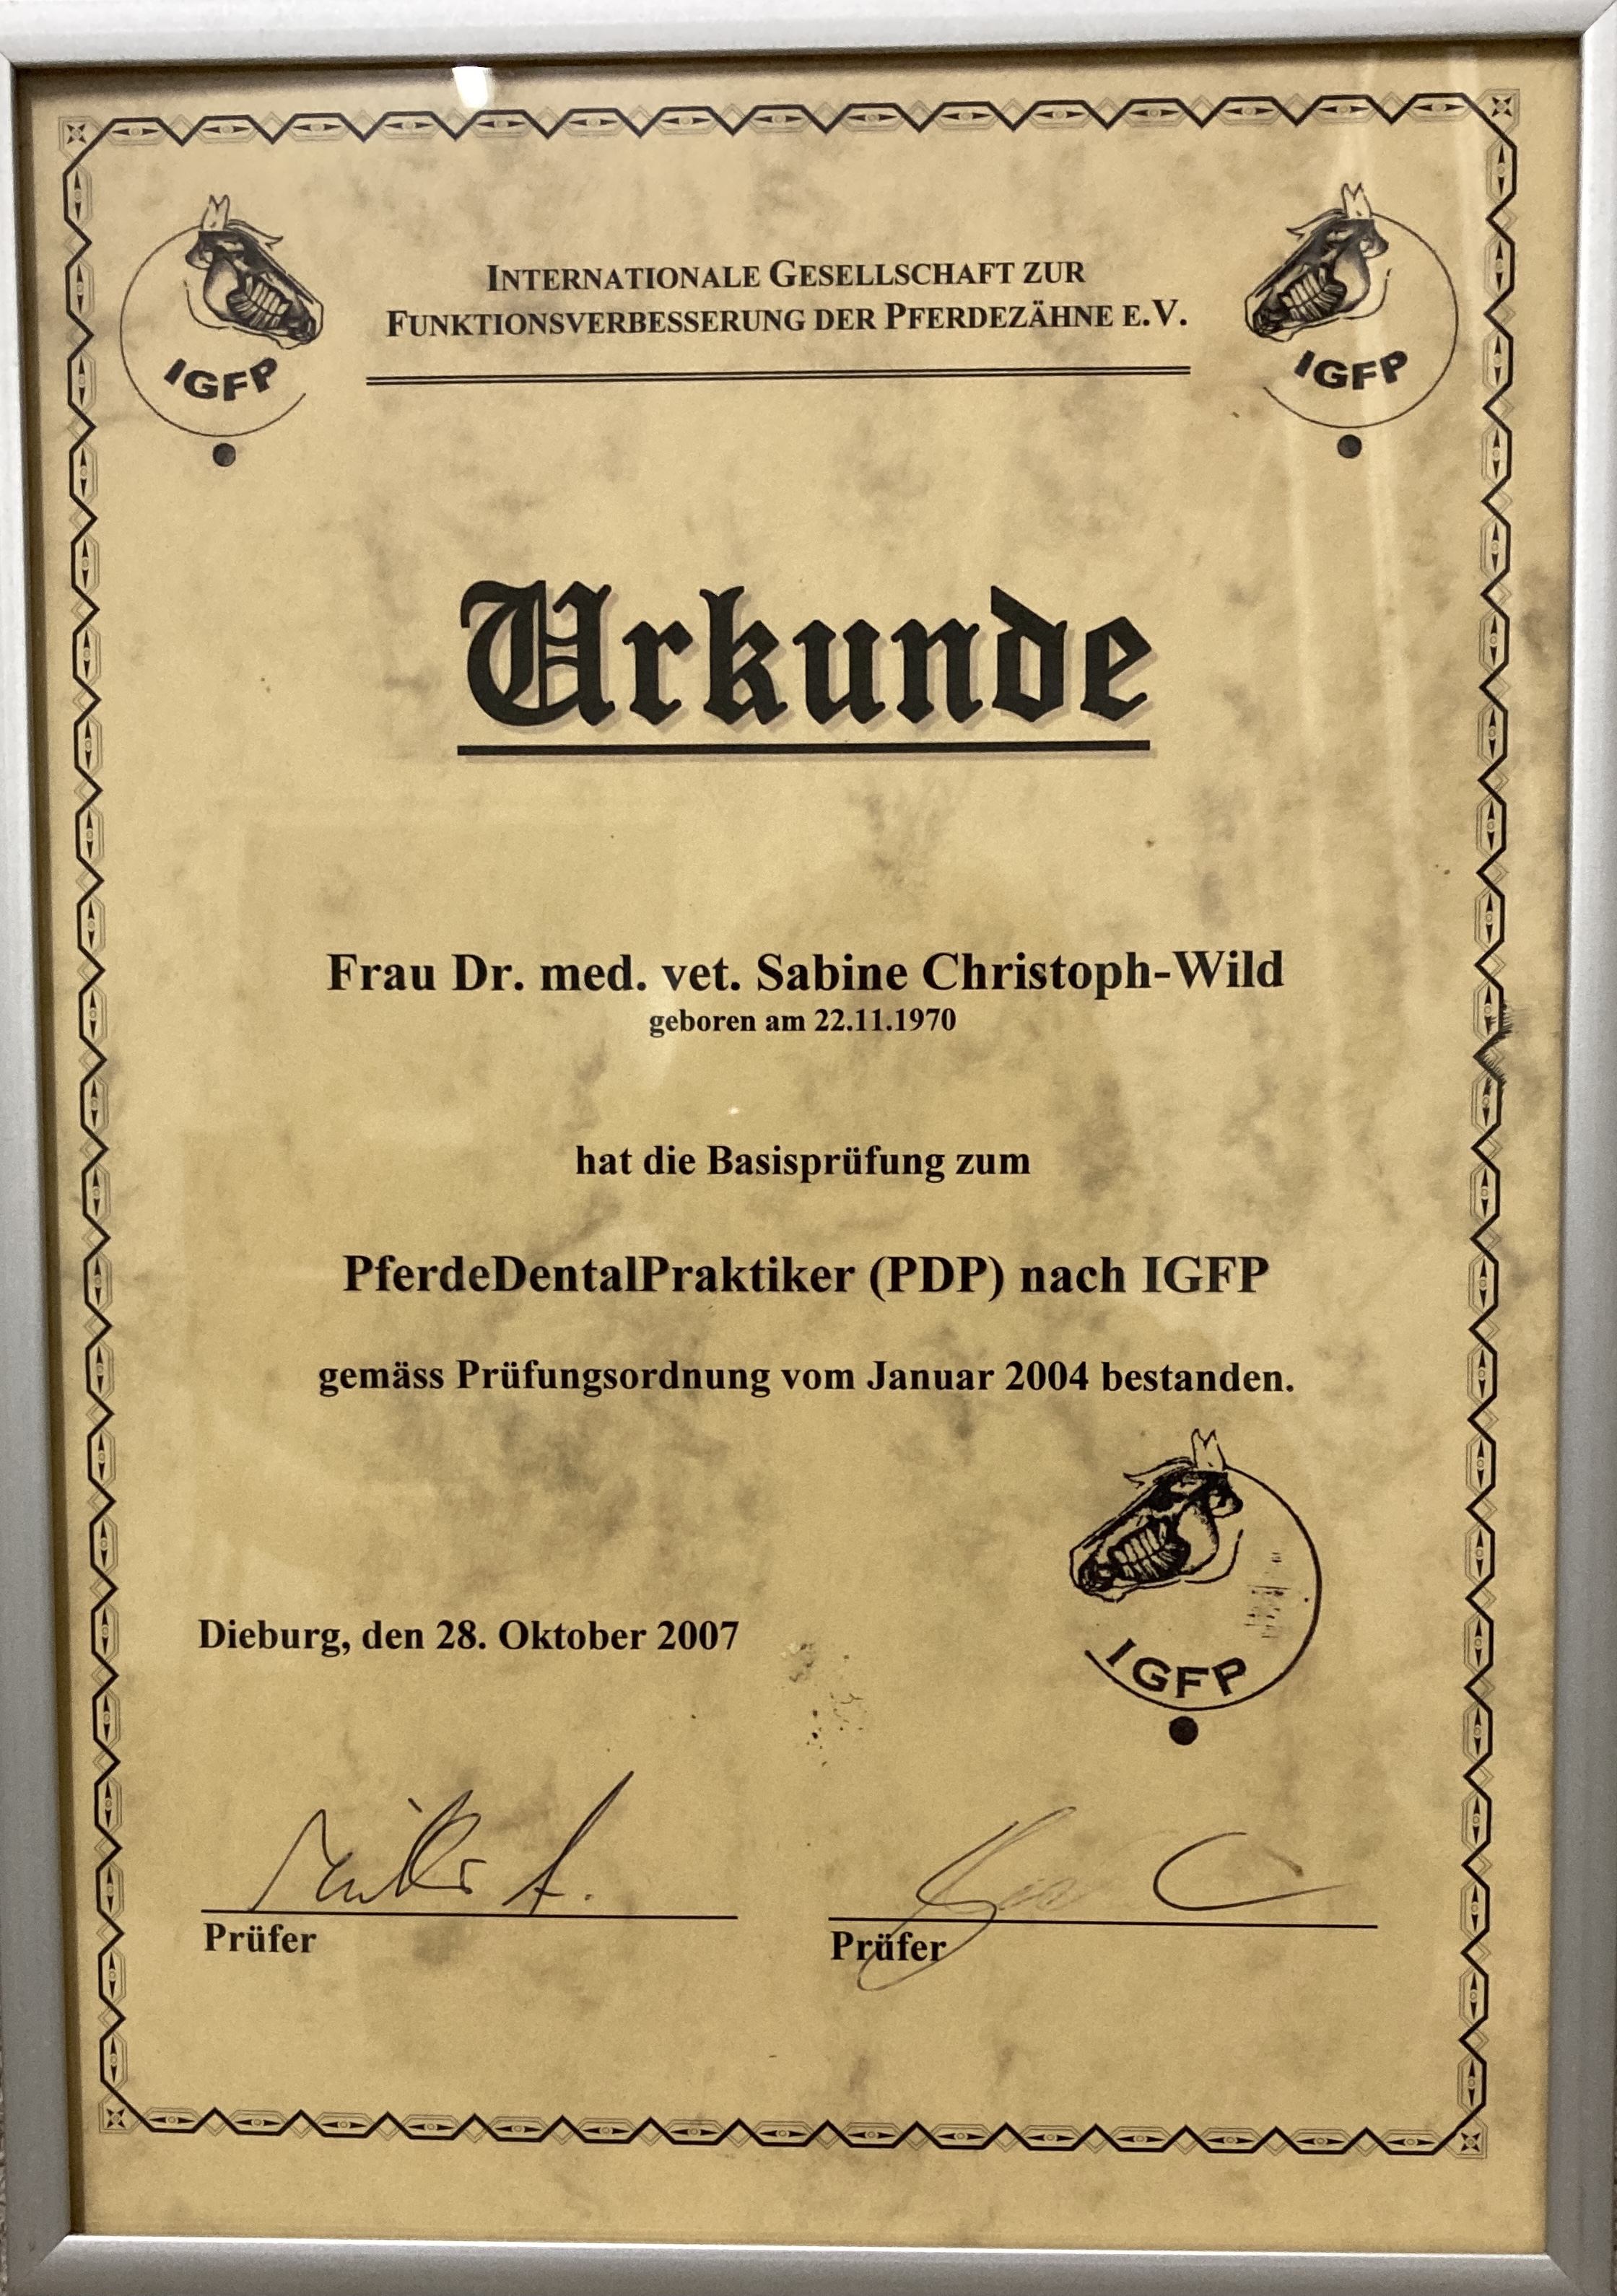 INTERNATIONALE GESELLSCHAFT ZUR
FUNKTIONSVERBESSERUNG DER PFERDEZÄHNE E.V.
IGFP
IGFP
Urkunde
Frau Dr. med. vet. Sabine Christoph-Wild
geboren am 22.11.1970
hat die Basisprüfung zum
PferdeDentalPraktiker (PDP) nach IGFP
gemäss Prüfungsordnung vom Januar 2004 bestanden.
IGFP
Dieburg, den 28. Oktober 2007
Prüfer
Prüfer